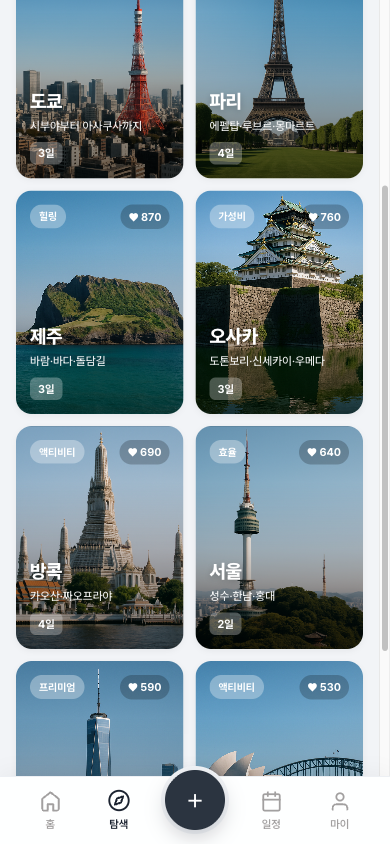 도쿄
시부야부터 아사쿠사까지
3일
파리
에펠탑·루브르·몽마르트
4일
힐링
870
제주
바람·바다·돌담길
3일
가성비
760
오사카
도톤보리·신세카이·우메다
3일
액티비티
690
방콕
카오산·짜오프라야
4일
효율
640
서울
성수·한남·홍대
2일
프리미엄
590
액티비티
530
홈
탐색
일정
마이